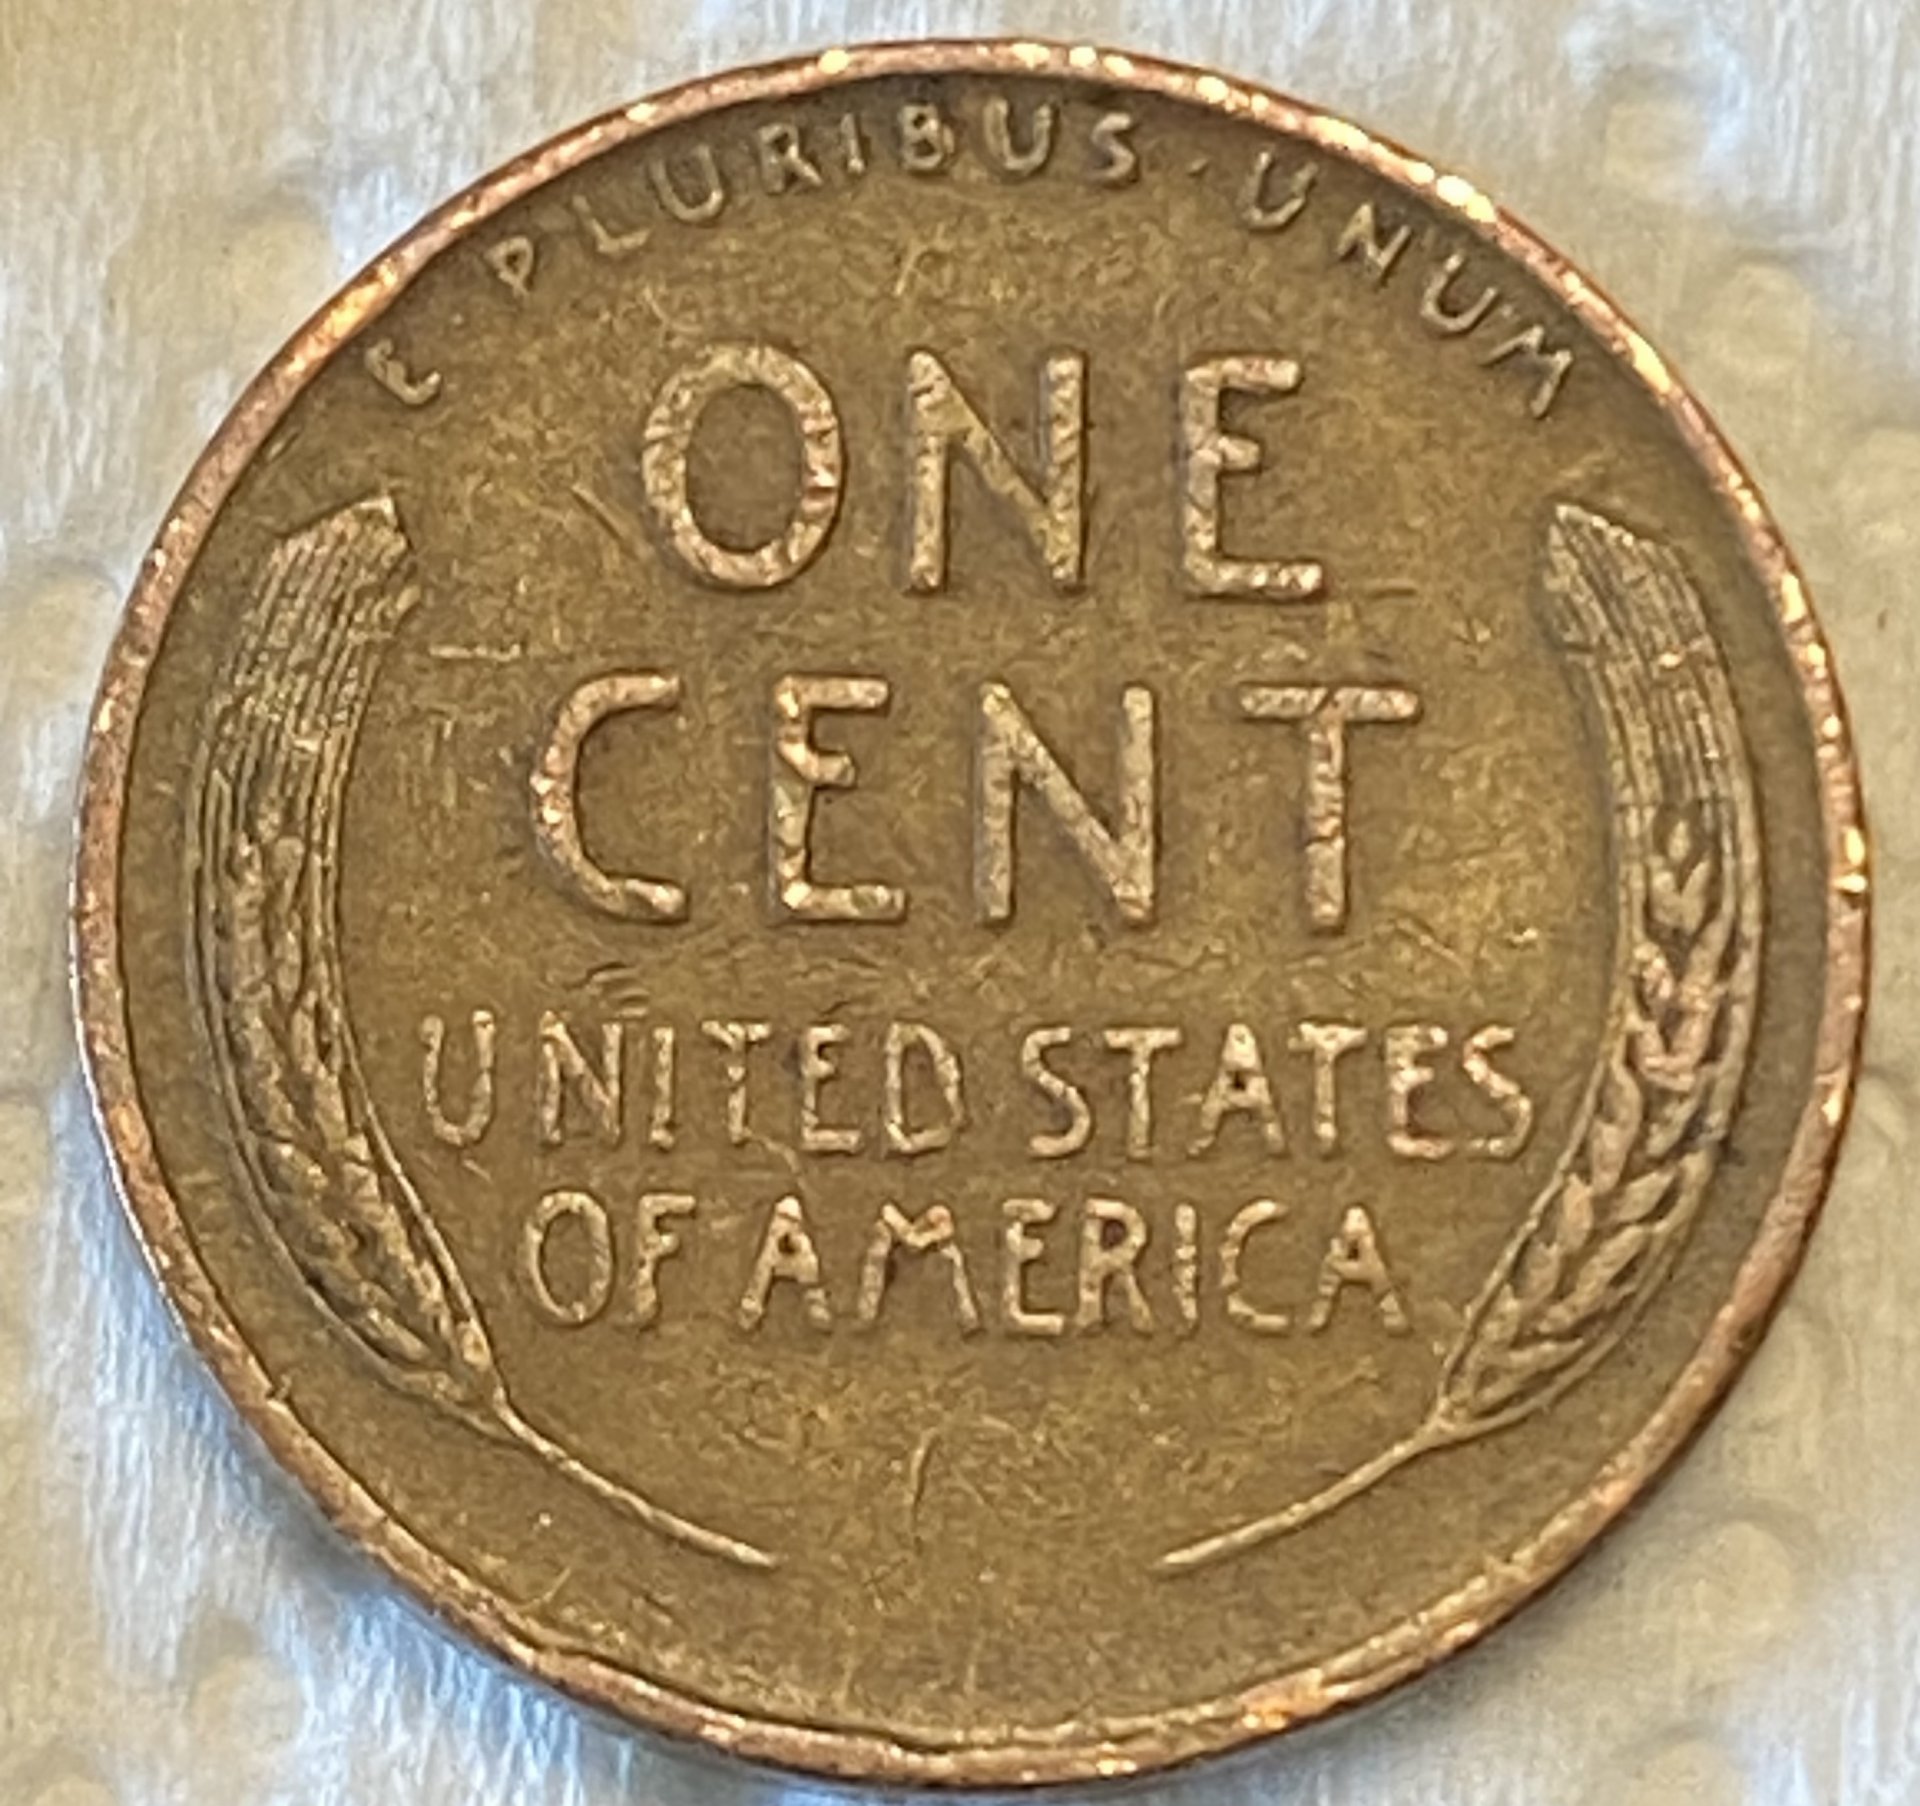 E PLURIBUS · UNUM
ONE
CENT
UNITED STATES
OF AMERICA